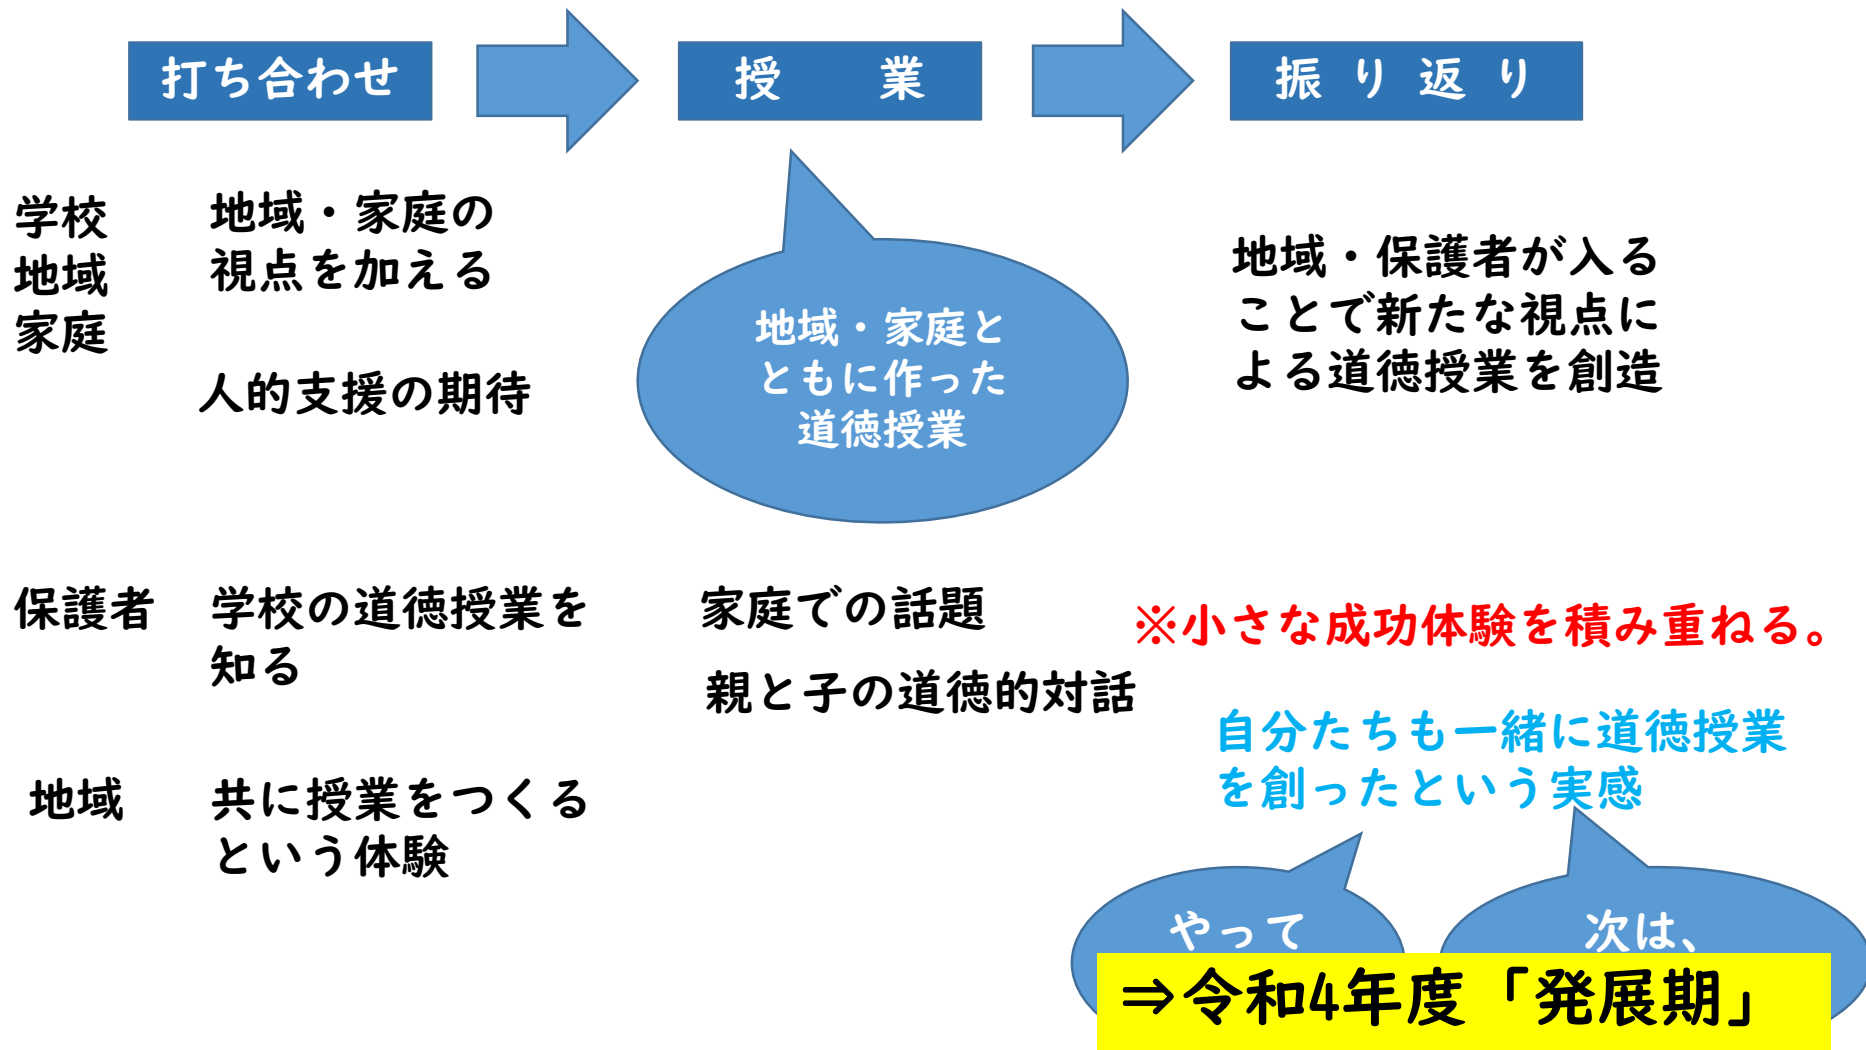 打ち合わせ
授　業
振り返り
学校
地域
家庭
地域・家庭の
視点を加える
人的支援の期待
地域・家庭と
ともに作った
道徳授業
地域・保護者が入る
ことで新たな視点に
よる道徳授業を創造
保護者
学校の道徳授業を
知る
家庭での話題
親と子の道徳的対話
※小さな成功体験を積み重ねる。
自分たちも一緒に道徳授業
を創ったという実感
地域
共に授業をつくる
という体験
やって
次は、
⇒令和4年度「発展期」